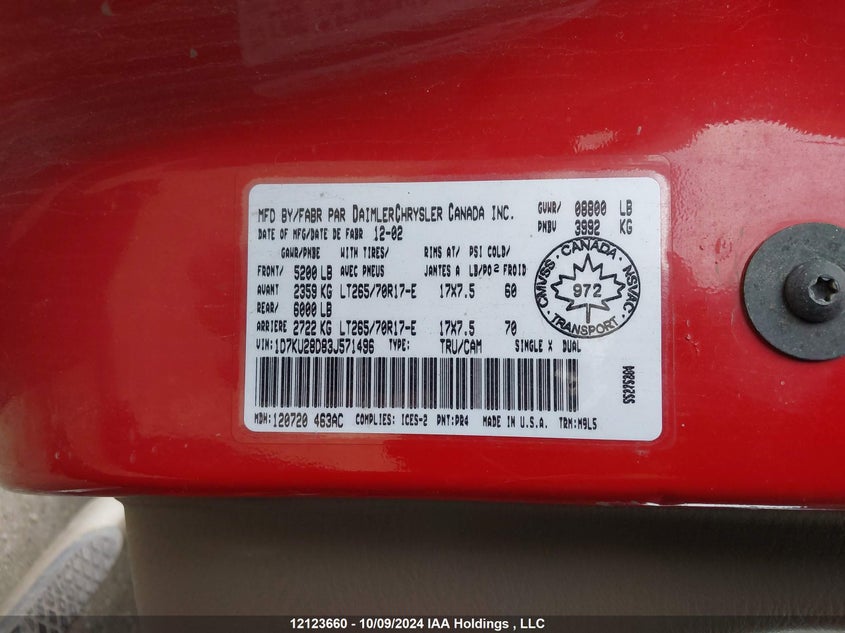 MFD BY/FABR PAR DAIMLERCHRYSLER CANADA INC.
GVWR/ 08800 LB
PNBV 3992 KG
DATE OF MFG/DATE DE FABR 12-02
GAWR/PNBE WITH TIRES/ RIMS AT/ PSI COLD/
FRONT/ 5200 LB AVEC PNEUS JANTES A LB/PO² FROID
AVANT 2359 KG LT265/70R17-E 17X7.5 60
REAR/ 6000 LB
ARRIERE 2722 KG LT265/70R17-E 17X7.5 70
CANADA
CMVSS NSVAC
972
TRANSPORT
VIN: 1D7KU28D83J571496 TYPE: TRU/CAM SINGLE X DUAL
MDH: 120720 463AC COMPLIES: ICES-2 PNT: PR4 MADE IN U.S.A. TRM: M9L5
12123660 - 10/09/2024 IAA Holdings , LLC